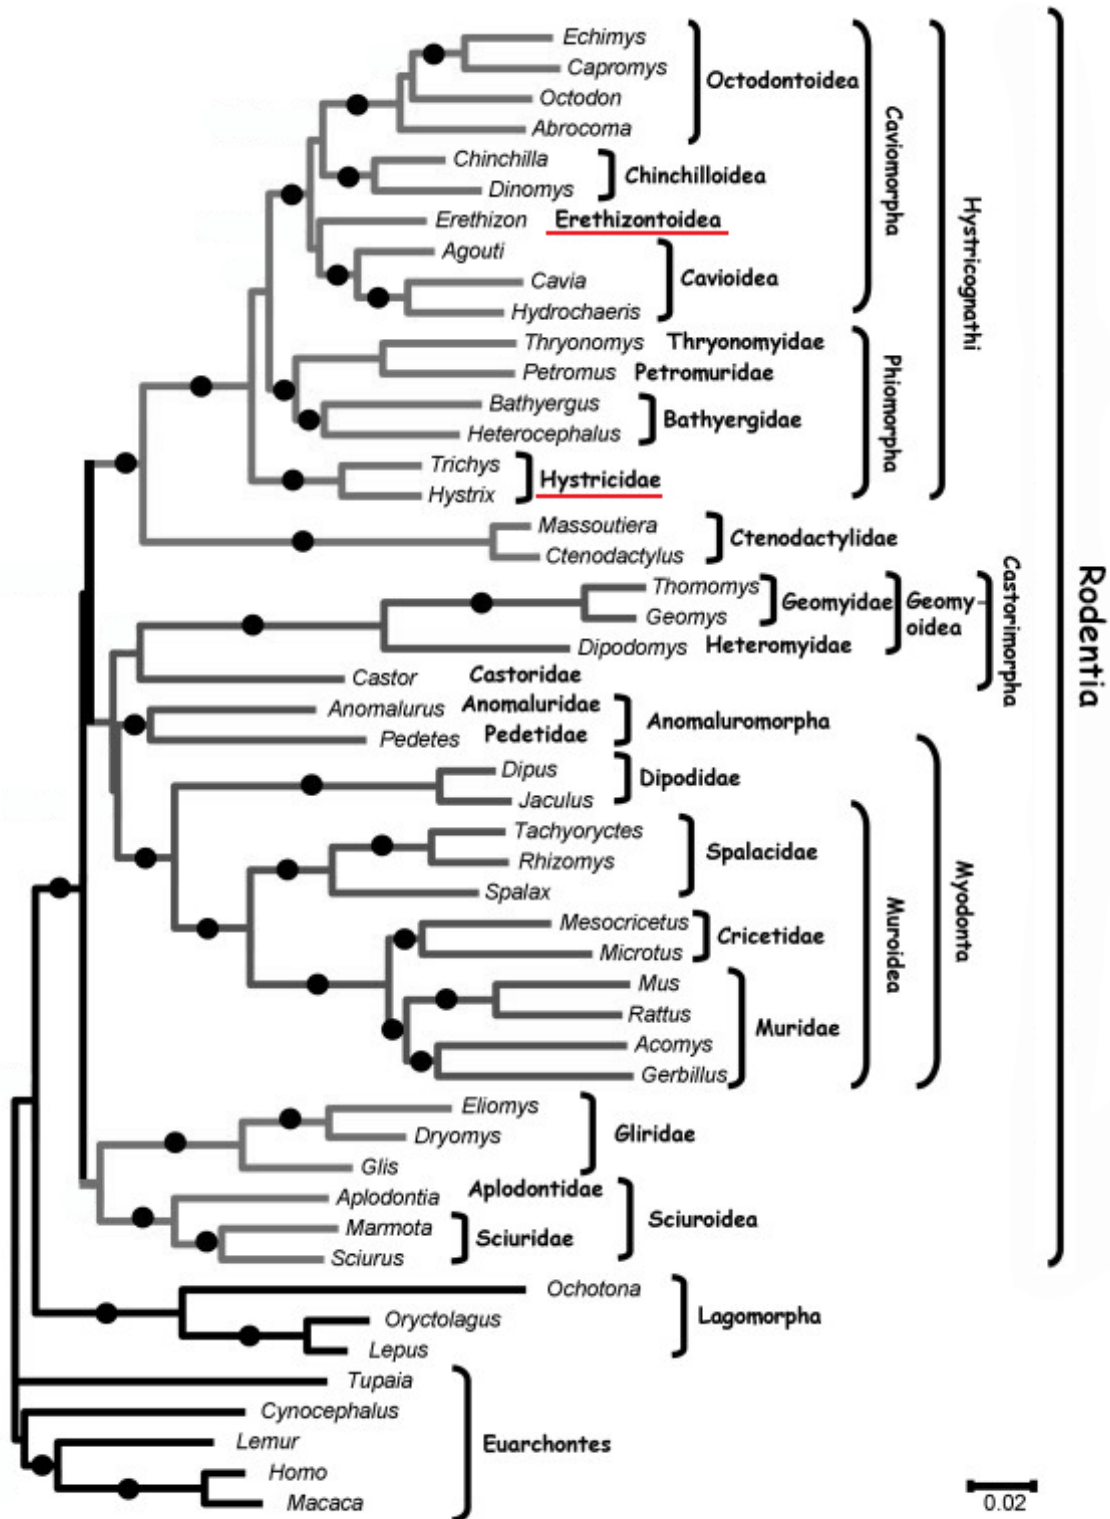 Echimys
Capromys
Octodon
Abrocoma
Octodontoidea
Chinchilla
Dinomys
Chinchilloidea
Erethizon Erethizontoidea
Agouti
Cavia
Hydrochaeris
Cavioidea
Caviomorpha
Thryonomys Thryonomyidae
Petromus Petromuridae
Bathyergus
Heterocephalus
Bathyergidae
Trichys
Hystrix
Hystricidae
Phiomorpha
Hystricognathi
Massoutiera
Ctenodactylus
Ctenodactylidae
Thomomys
Geomys
Geomyidae
Geomy-
oidea
Dipodomys Heteromyidae
Castor Castoridae
Castorimorpha
Anomalurus Anomaluridae
Pedetes Pedetidae
Anomaluromorpha
Dipus
Jaculus
Dipodidae
Tachyoryctes
Rhizomys
Spalax
Spalacidae
Mesocricetus
Microtus
Cricetidae
Mus
Rattus
Acomys
Gerbillus
Muridae
Muroidea
Myodonta
Eliomys
Dryomys
Glis
Gliridae
Aplodontia Aplodontidae
Marmota
Sciurus
Sciuridae
Sciuroidea
Rodentia
Ochotona
Oryctolagus
Lepus
Lagomorpha
Tupaia
Cynocephalus
Lemur
Homo
Macaca
Euarchontes
0.02